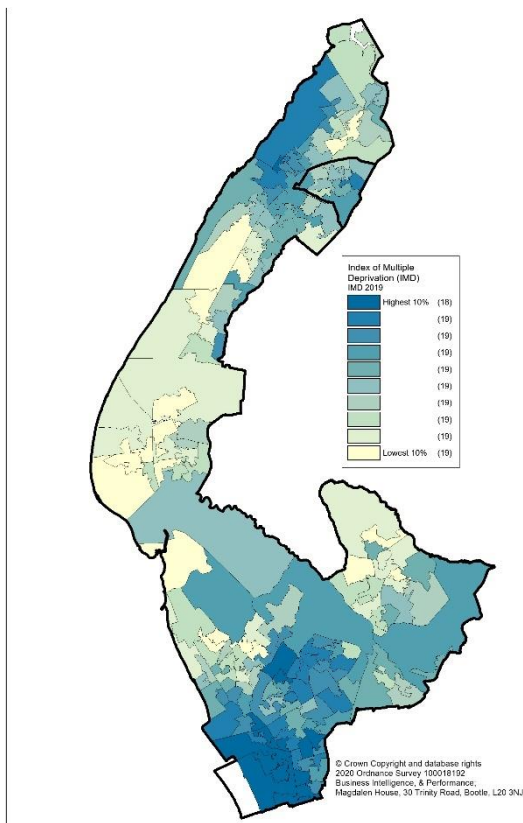 Index of Multiple
Deprivation (IMD)
IMD 2019
Highest 10% (18)
(19)
(19)
(19)
(19)
(19)
(19)
(19)
(19)
Lowest 10% (19)
© Crown Copyright and database rights
2020 Ordnance Survey 100018192
Business Intelligence, & Performance,
Magdalen House, 30 Trinity Road, Bootle, L20 3NJ